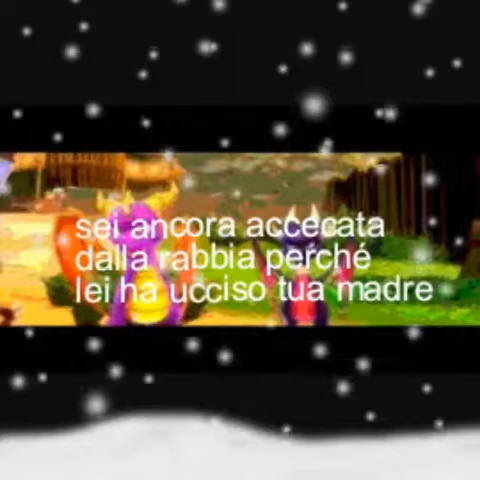 sei ancora accecata
dalla rabbia perché
lei ha ucciso tua madre